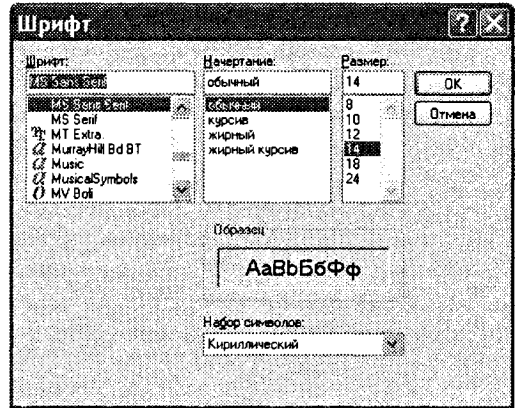 Шрифт
Шрифт: Начертание: Размер:
MS Sans Serif обычный 14 ОК
MS Sans Serif обычный 8 Отмена
MS Serif курсив 10
MT Extra жирный 12
MurrayHill Bd BT жирный курсив 14
Music 18
MusicalSymbols 24
MV Boli
Образец
АаВbБбФф
Набор символов:
Кириллический